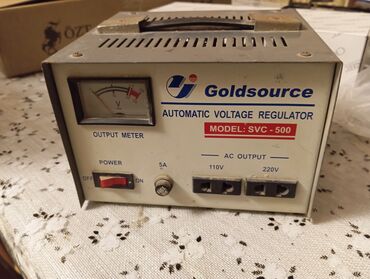 Goldsource
AUTOMATIC VOLTAGE REGULATOR
MODEL: SVC - 500
V
OUTPUT METER
AC OUTPUT
POWER
5A
110V
220V
OFF
ON